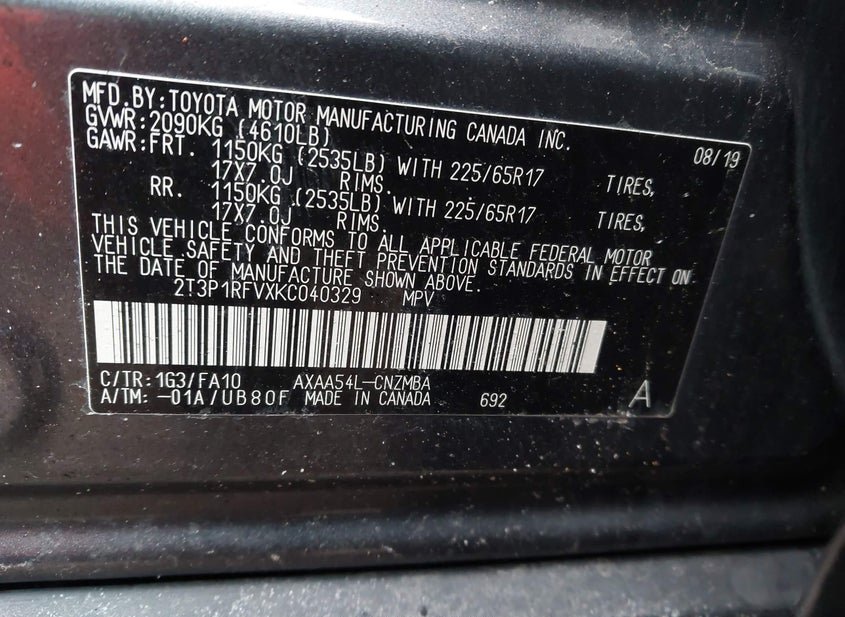 MFD.BY:TOYOTA MOTOR MANUFACTURING CANADA INC.
GVWR:2090KG (4610LB) 08/19
GAWR:FRT. 1150KG (2535LB) WITH 225/65R17 TIRES,
17X7.0J RIMS.
RR. 1150KG (2535LB) WITH 225/65R17 TIRES,
17X7.0J RIMS.
THIS VEHICLE CONFORMS TO ALL APPLICABLE FEDERAL MOTOR
VEHICLE SAFETY AND THEFT PREVENTION STANDARDS IN EFFECT ON
THE DATE OF MANUFACTURE SHOWN ABOVE.
2T3P1RFVXKC040329 MPV
C/TR:1G3/FA10 AXAA54L-CNZMBA
A/TM:-01A/UB80F MADE IN CANADA 692 A